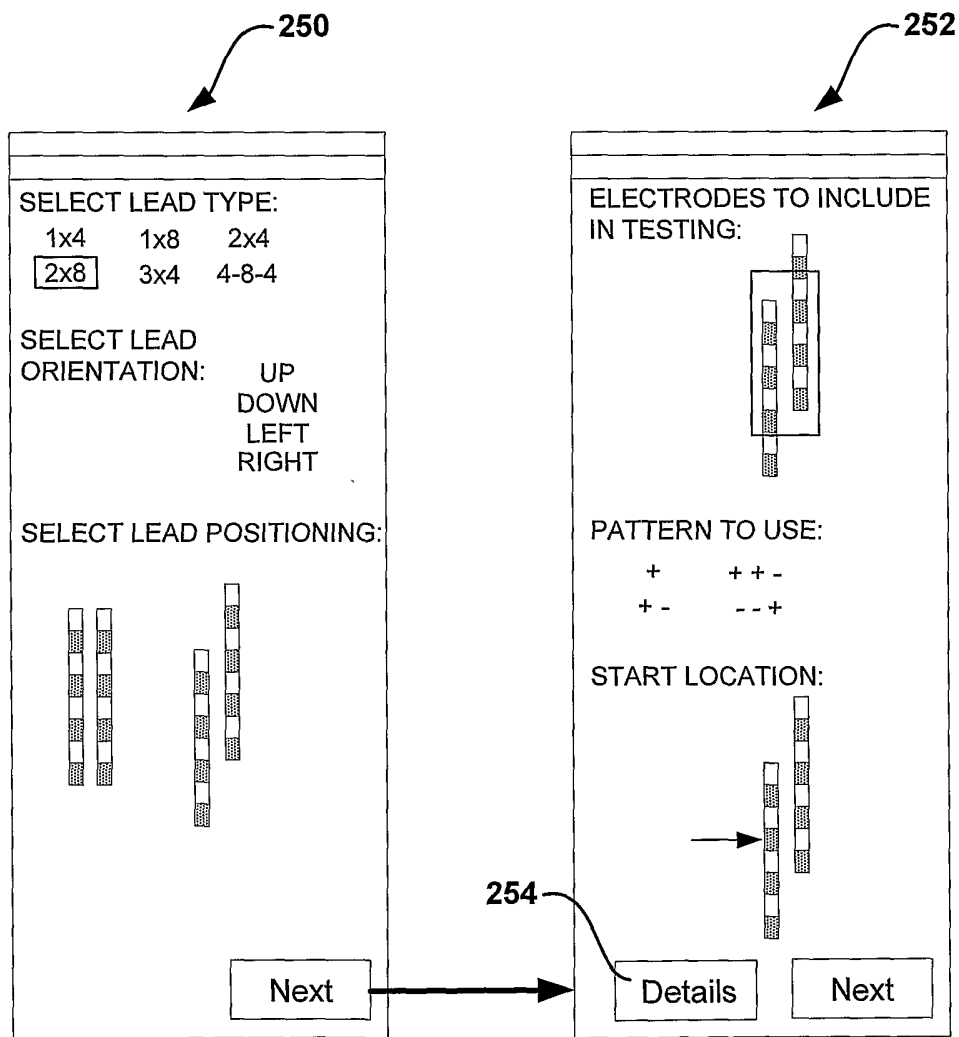 250
SELECT LEAD TYPE:
1x4 1x8 2x4
2x8 3x4 4-8-4
SELECT LEAD
ORIENTATION: UP
DOWN
LEFT
RIGHT
SELECT LEAD POSITIONING:
Next
252
ELECTRODES TO INCLUDE
IN TESTING:
PATTERN TO USE:
+ + + -
+ - - - +
START LOCATION:
254
Details Next